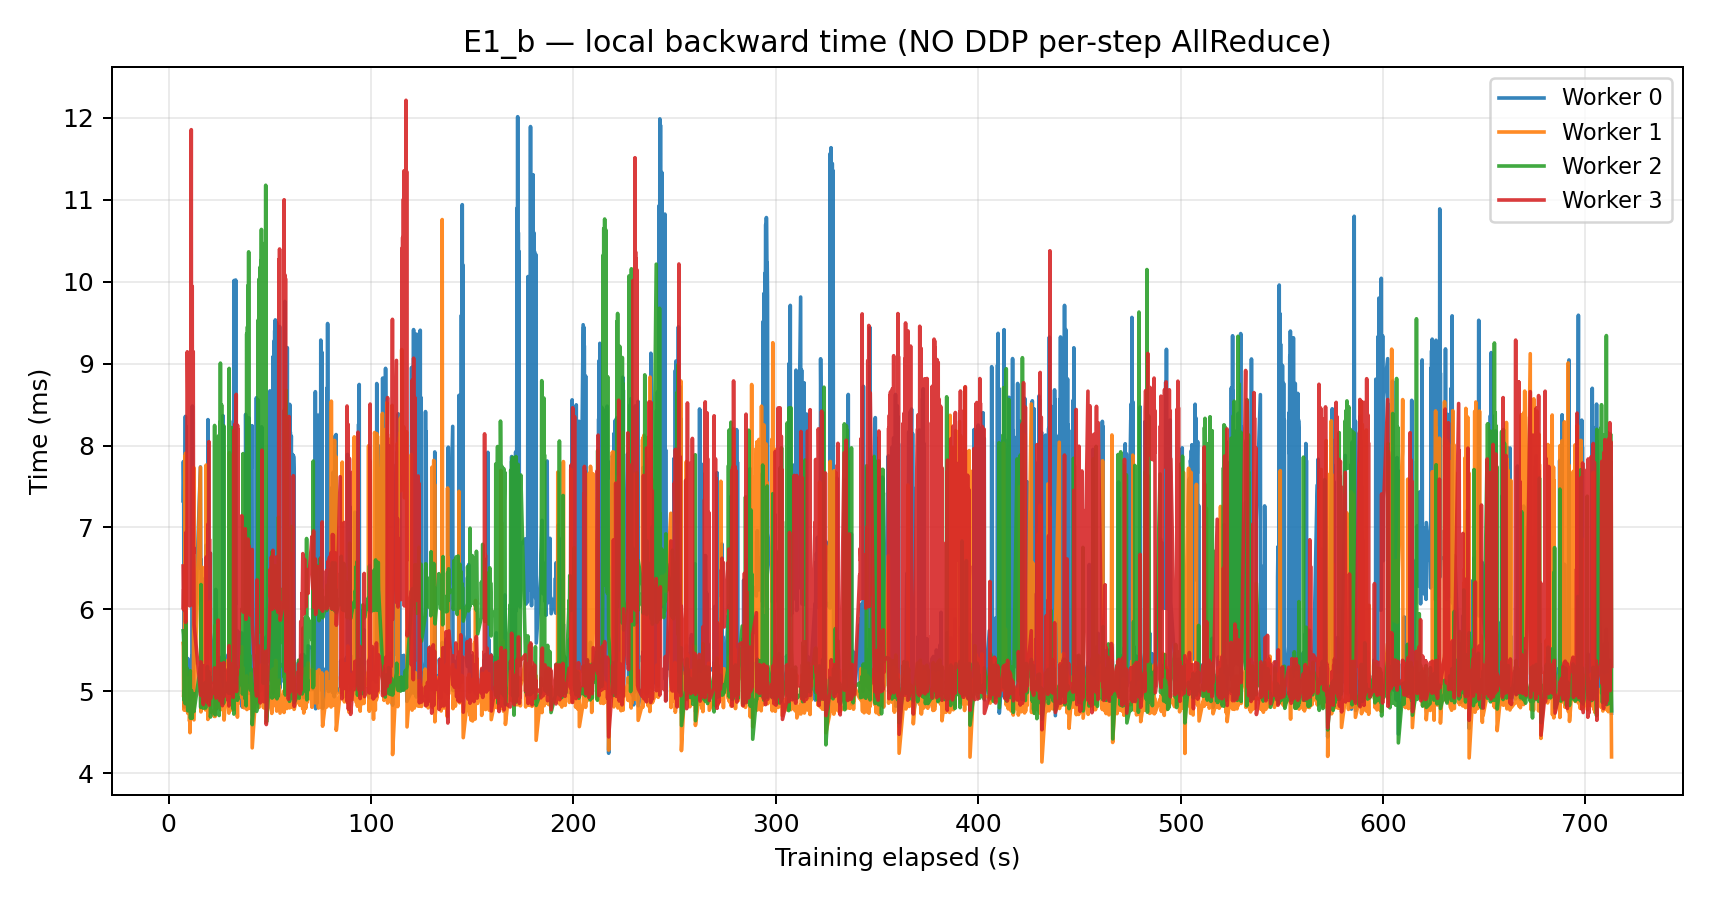 E1_b — local backward time (NO DDP per-step AllReduce)
Worker 0
Worker 1
Worker 2
Worker 3
Time (ms)
12
11
10
9
8
7
6
5
4
0 100 200 300 400 500 600 700
Training elapsed (s)